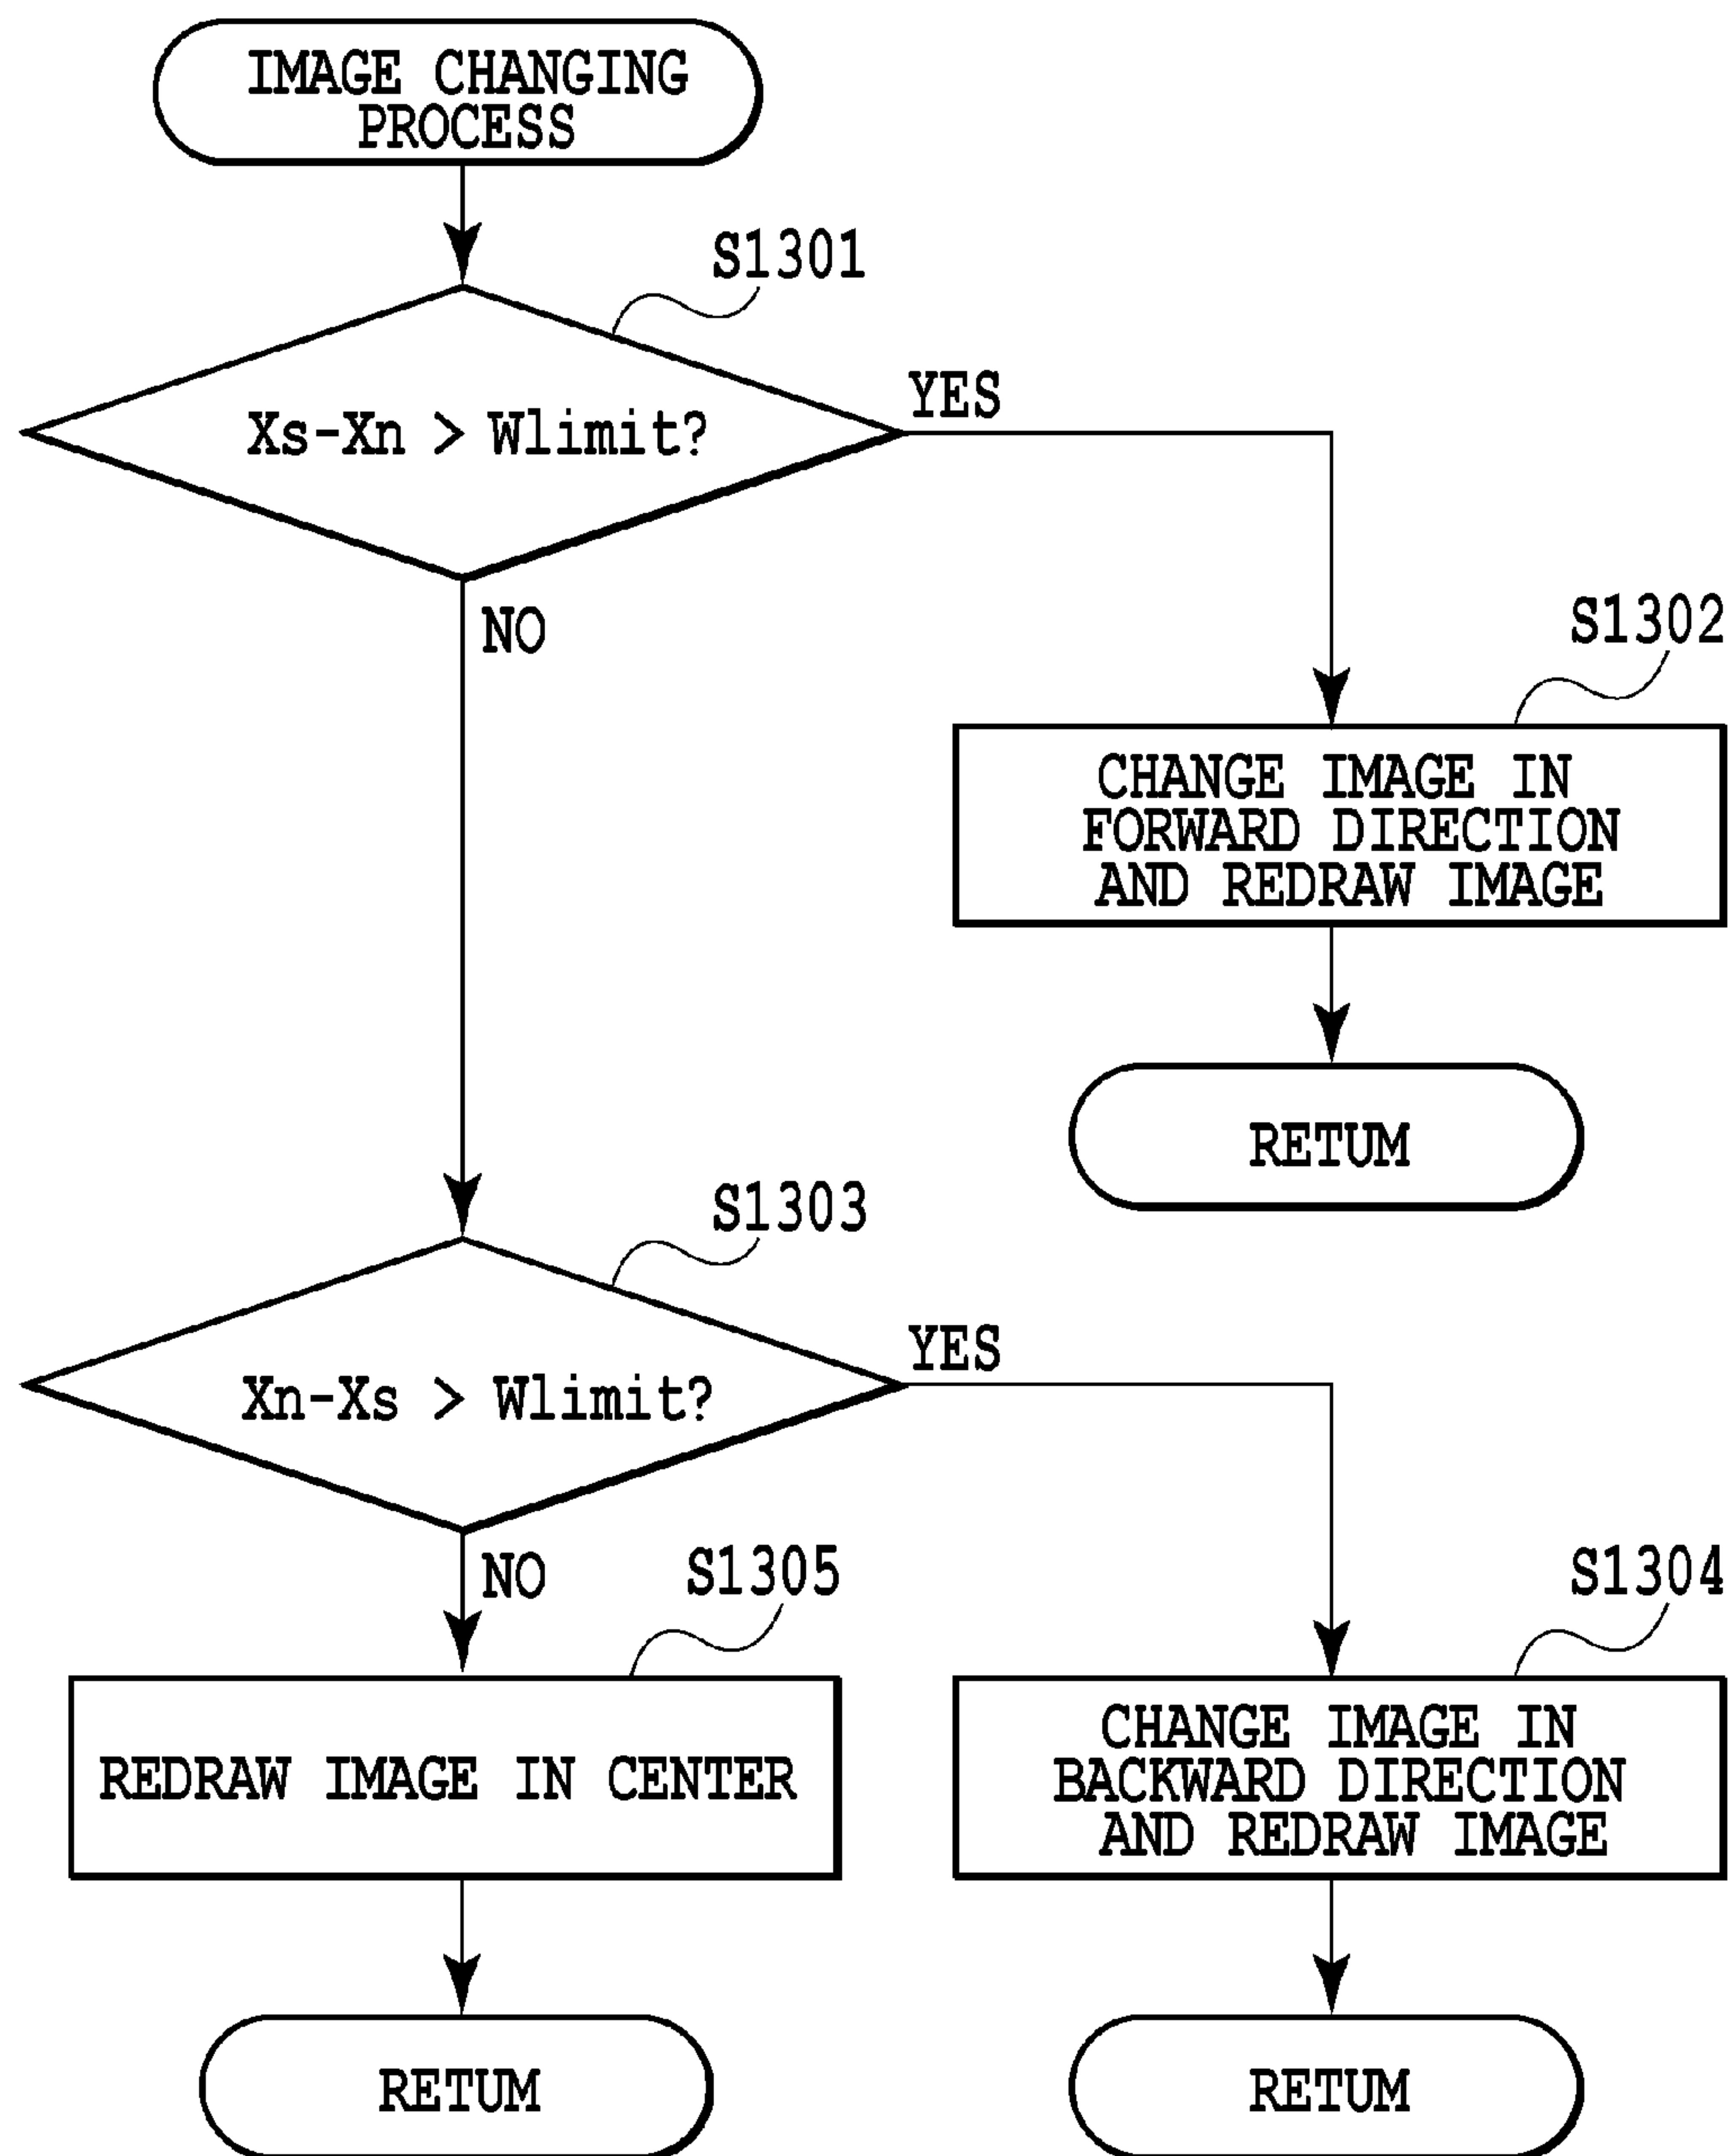 IMAGE CHANGING
PROCESS
S1301
Xs-Xn > Wlimit?
YES
NO
S1302
CHANGE IMAGE IN
FORWARD DIRECTION
AND REDRAW IMAGE
RETUM
S1303
Xn-Xs > Wlimit?
YES
NO
S1305
S1304
REDRAW IMAGE IN CENTER
CHANGE IMAGE IN
BACKWARD DIRECTION
AND REDRAW IMAGE
RETUM
RETUM